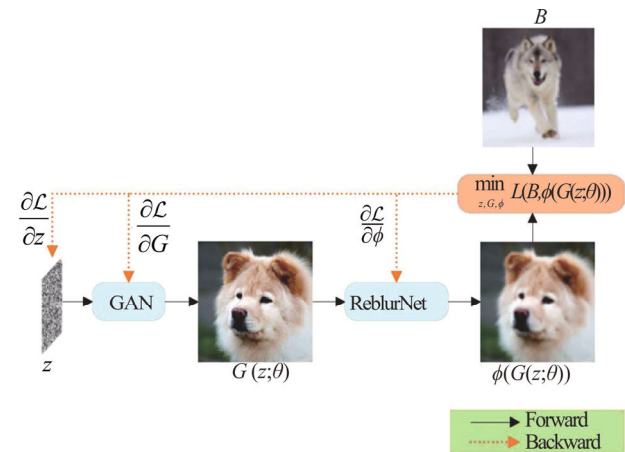 B
min L(B,ϕ(G(z;θ)))
z,G,ϕ
∂ℒ
∂z
∂ℒ
∂G
∂ℒ
∂ϕ
GAN
ReblurNet
z
G (z;θ)
ϕ(G(z;θ))
Forward
Backward